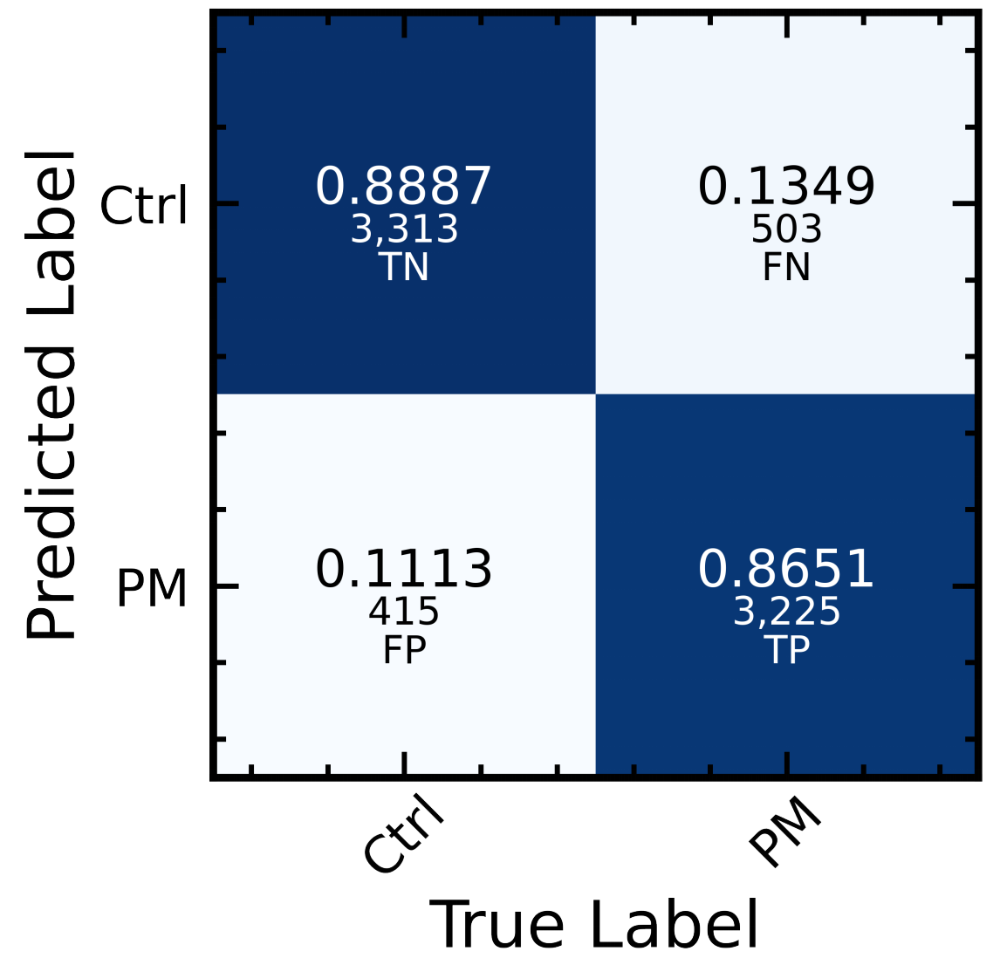 Predicted Label
Ctrl
0.8887
3,313
TN
0.1349
503
FN
PM
0.1113
415
FP
0.8651
3,225
TP
Ctrl
PM
True Label